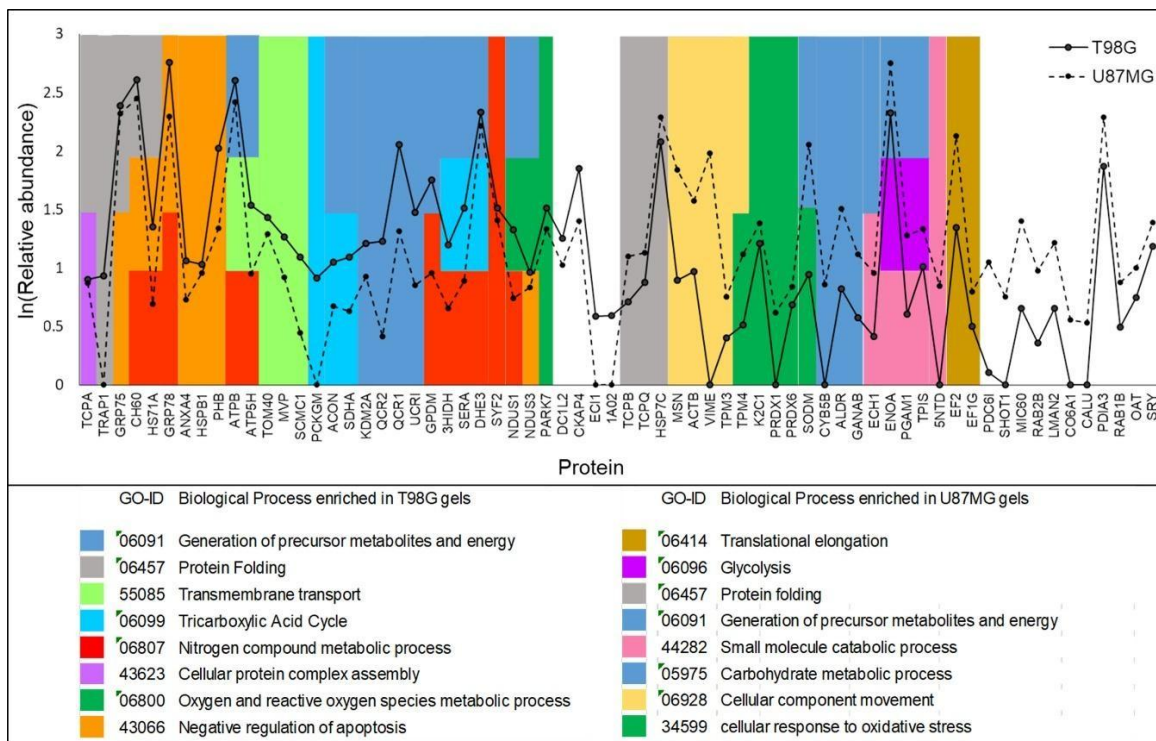 3
T98G
U87MG
2.5
2
1.5
1
0.5
0
ln(Relative abundance)
TCPA
TRAP1
GRP75
CH60
HS71A
GRP78
ANXA4
HSPB1
PHB
ATPB
ATP5H
TOM40
MVP
SCMC1
PCKGM
ACON
SDHA
KDM2A
QCR2
QCR1
UCRI
GPDM
3HIDH
SERA
DHE3
SYF2
NDUS1
NDUS3
PARK7
DC1L2
CKAP4
ECI1
1A02
TCPB
TCPQ
HSP7C
MSN
ACTB
VIME
TPM3
TPM4
K2C1
PRDX1
PRDX6
SODM
CYB5B
ALDR
GANAB
ECH1
ENOA
PGAM1
TPIS
5NTD
EF2
EF1G
PDC6I
SHOT1
MIC60
RAB2B
LMAN2
CO6A1
CALU
PDIA3
RAB1B
OAT
SRY
Protein
GO-ID Biological Process enriched in T98G gels
06091 Generation of precursor metabolites and energy
06457 Protein Folding
55085 Transmembrane transport
06099 Tricarboxylic Acid Cycle
06807 Nitrogen compound metabolic process
43623 Cellular protein complex assembly
06800 Oxygen and reactive oxygen species metabolic process
43066 Negative regulation of apoptosis
GO-ID Biological Process enriched in U87MG gels
06414 Translational elongation
06096 Glycolysis
06457 Protein folding
06091 Generation of precursor metabolites and energy
44282 Small molecule catabolic process
05975 Carbohydrate metabolic process
06928 Cellular component movement
34599 cellular response to oxidative stress